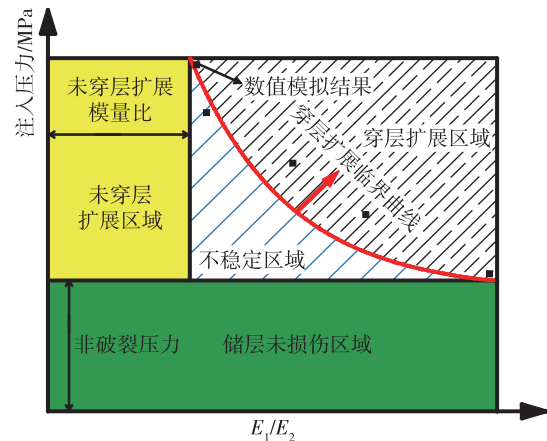 注入压力/MPa
未穿层扩展
模量比
数值模拟结果
穿层扩展区域
穿层扩展临界曲线
未穿层
扩展区域
不稳定区域
非破裂压力
储层未损伤区域
E₁/E₂